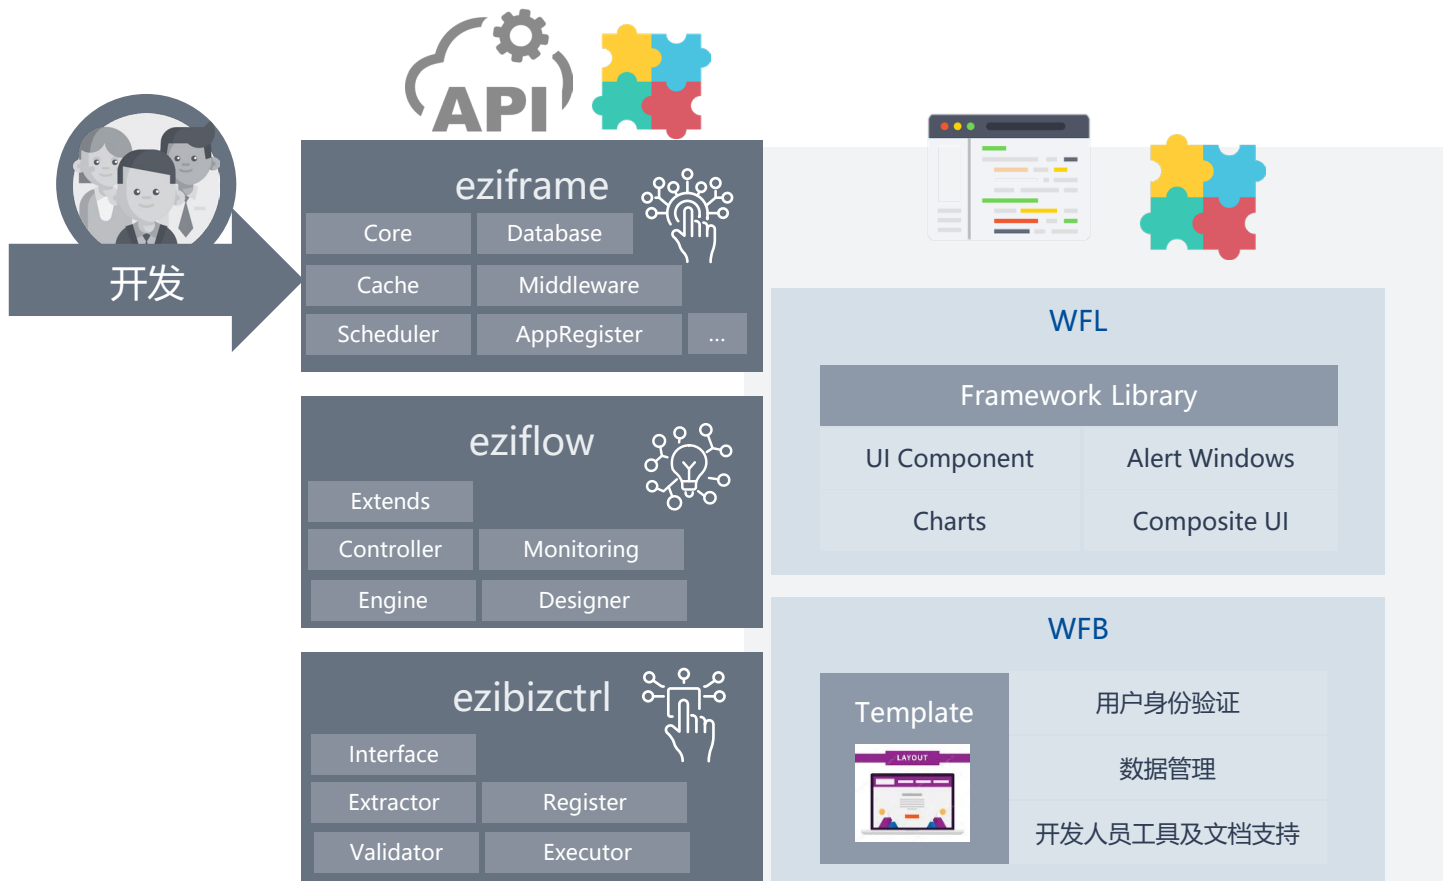 API
开发
eziframe
Core
Database
Cache
Middleware
Scheduler
AppRegister
...
eziflow
Extends
Controller
Monitoring
Engine
Designer
ezibizctrl
Interface
Extractor
Register
Validator
Executor
WFL
Framework Library
UI Component
Alert Windows
Charts
Composite UI
WFB
Template
LAYOUT
用户身份验证
数据管理
开发人员工具及文档支持